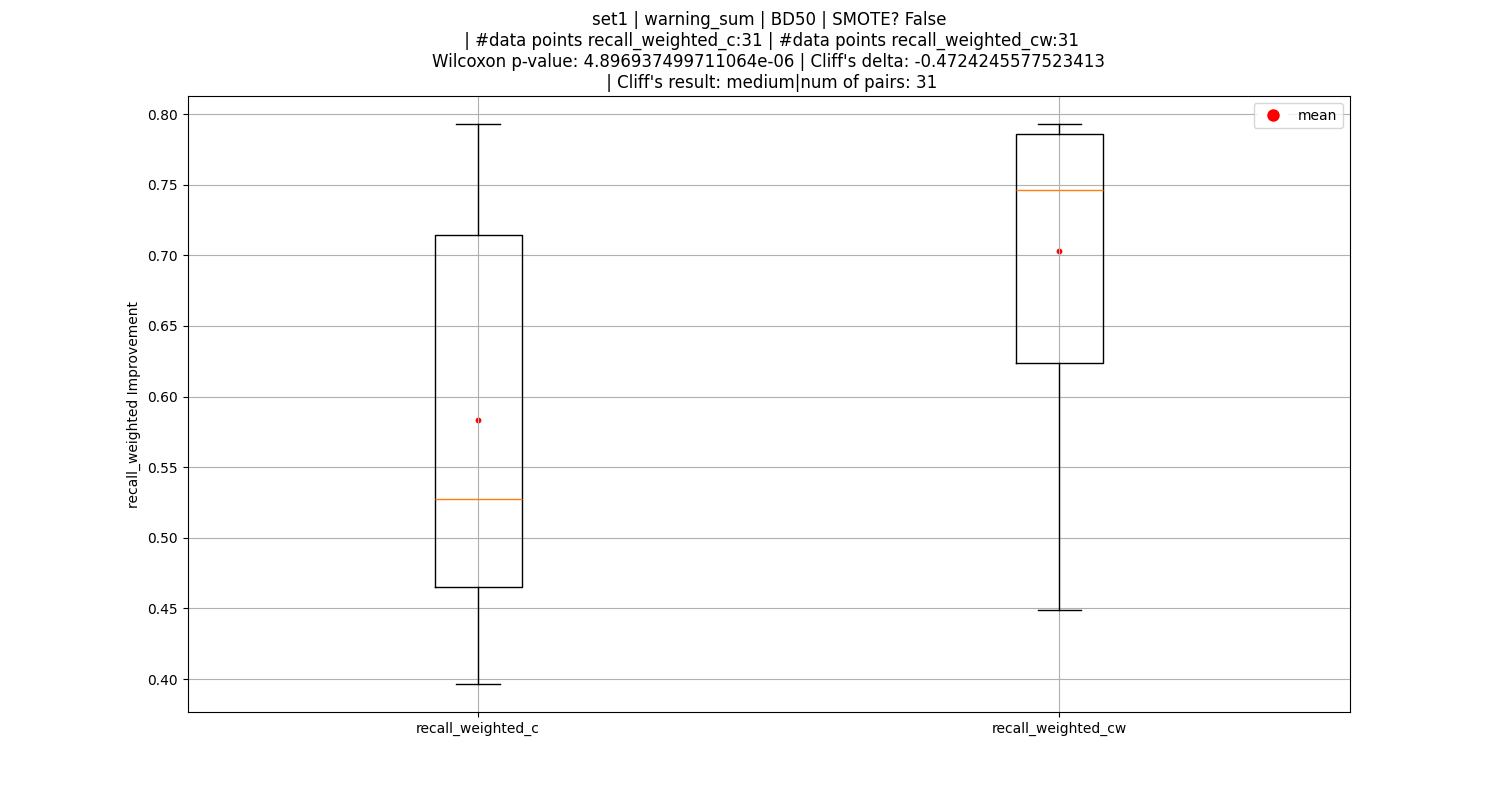 set1 | warning_sum | BD50 | SMOTE? False
| #data points recall_weighted_c:31 | #data points recall_weighted_cw:31
Wilcoxon p-value: 4.896937499711064e-06 | Cliff's delta: -0.4724245577523413
| Cliff's result: medium|num of pairs: 31
mean
0.80
0.75
0.70
0.65
0.60
0.55
0.50
0.45
0.40
recall_weighted Improvement
recall_weighted_c
recall_weighted_cw